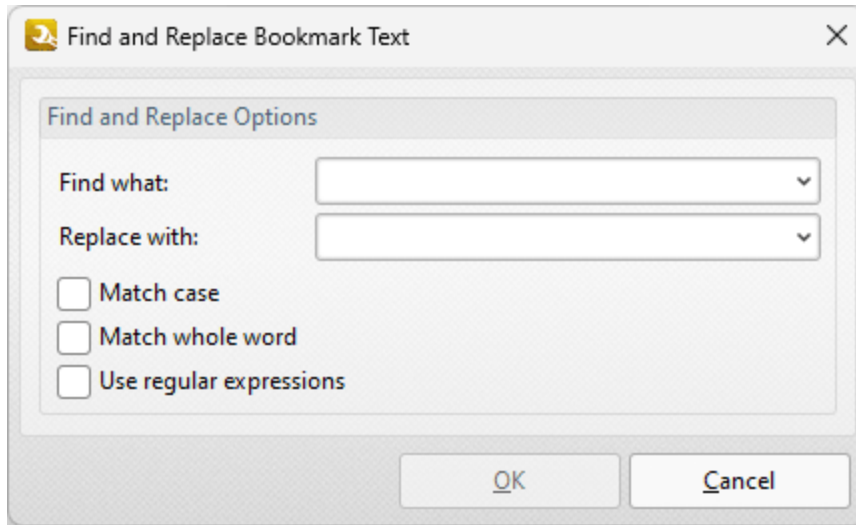 Find and Replace Bookmark Text
Find and Replace Options
Find what:
Replace with:
Match case
Match whole word
Use regular expressions
OK
Cancel